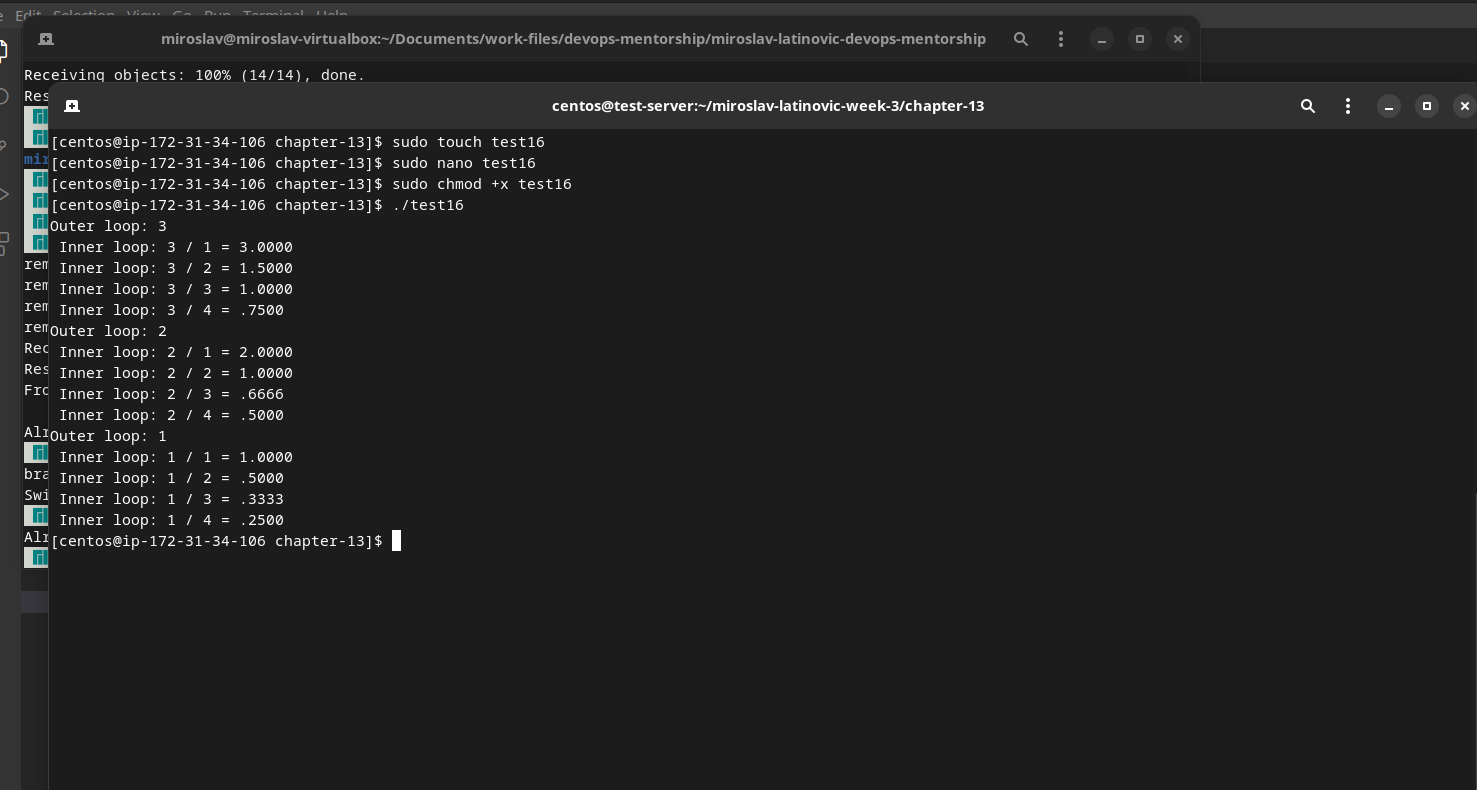 Edit Selection View Go Run Terminal Help
miroslav@miroslav-virtualbox:~/Documents/work-files/devops-mentorship/miroslav-latinovic-devops-mentorship
Receiving objects: 100% (14/14), done.
Res
mir
rem
rem
rem
rem
Rec
Res
Fro
Alr
bra
Swi
Alr
centos@test-server:~/miroslav-latinovic-week-3/chapter-13
[centos@ip-172-31-34-106 chapter-13]$ sudo touch test16
[centos@ip-172-31-34-106 chapter-13]$ sudo nano test16
[centos@ip-172-31-34-106 chapter-13]$ sudo chmod +x test16
[centos@ip-172-31-34-106 chapter-13]$ ./test16
Outer loop: 3
 Inner loop: 3 / 1 = 3.0000
 Inner loop: 3 / 2 = 1.5000
 Inner loop: 3 / 3 = 1.0000
 Inner loop: 3 / 4 = .7500
Outer loop: 2
 Inner loop: 2 / 1 = 2.0000
 Inner loop: 2 / 2 = 1.0000
 Inner loop: 2 / 3 = .6666
 Inner loop: 2 / 4 = .5000
Outer loop: 1
 Inner loop: 1 / 1 = 1.0000
 Inner loop: 1 / 2 = .5000
 Inner loop: 1 / 3 = .3333
 Inner loop: 1 / 4 = .2500
[centos@ip-172-31-34-106 chapter-13]$